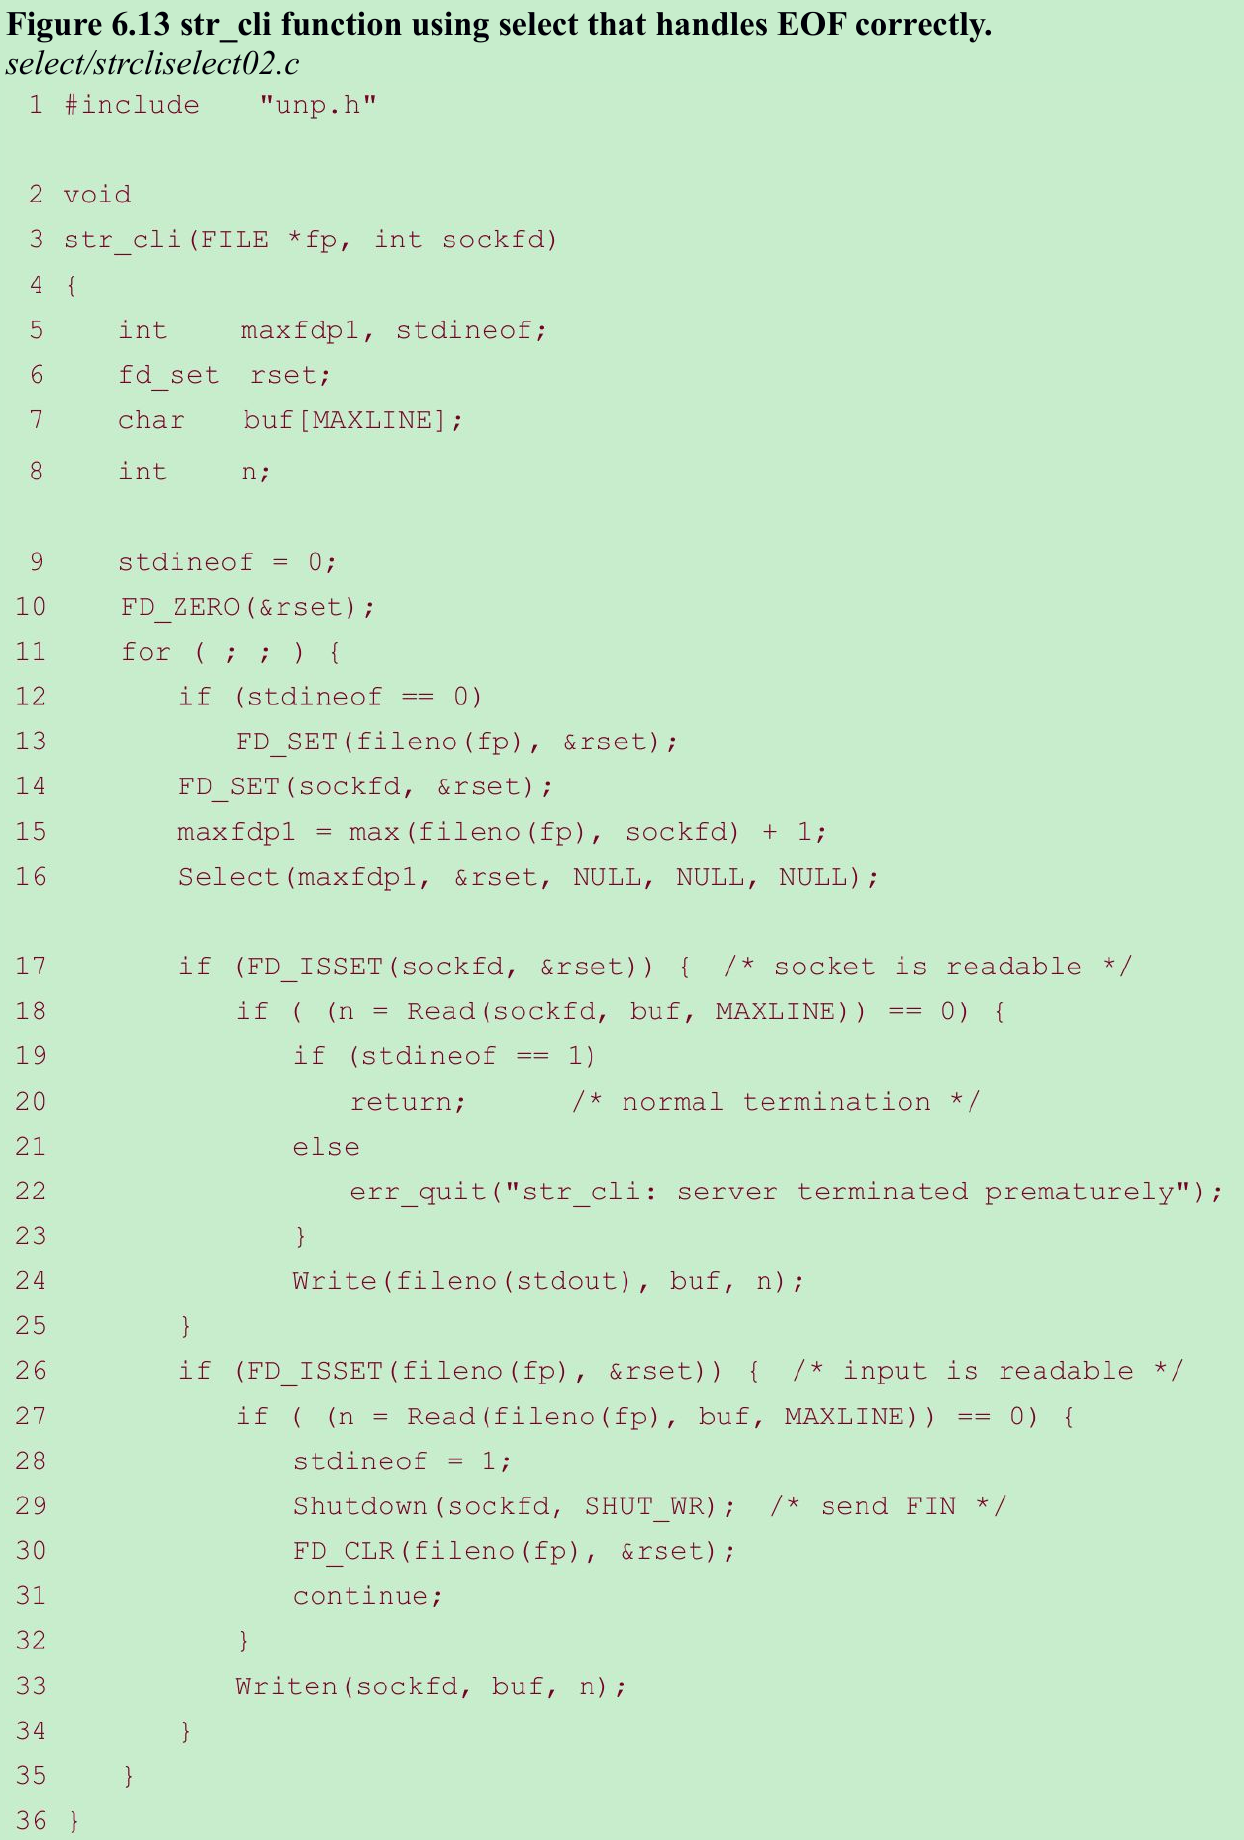 Figure 6.13 str_cli function using select that handles EOF correctly.
select/strcliselect02.c
1 #include "unp.h"
2 void
3 str_cli(FILE *fp, int sockfd)
4 {
5 int maxfdp1, stdineof;
6 fd_set rset;
7 char buf[MAXLINE];
8 int n;
9 stdineof = 0;
10 FD_ZERO(&rset);
11 for ( ; ; ) {
12 if (stdineof == 0)
13 FD_SET(fileno(fp), &rset);
14 FD_SET(sockfd, &rset);
15 maxfdp1 = max(fileno(fp), sockfd) + 1;
16 Select(maxfdp1, &rset, NULL, NULL, NULL);
17 if (FD_ISSET(sockfd, &rset)) { /* socket is readable */
18 if ( (n = Read(sockfd, buf, MAXLINE)) == 0) {
19 if (stdineof == 1)
20 return; /* normal termination */
21 else
22 err_quit("str_cli: server terminated prematurely");
23 }
24 Write(fileno(stdout), buf, n);
25 }
26 if (FD_ISSET(fileno(fp), &rset)) { /* input is readable */
27 if ( (n = Read(fileno(fp), buf, MAXLINE)) == 0) {
28 stdineof = 1;
29 Shutdown(sockfd, SHUT_WR); /* send FIN */
30 FD_CLR(fileno(fp), &rset);
31 continue;
32 }
33 Writen(sockfd, buf, n);
34 }
35 }
36 }